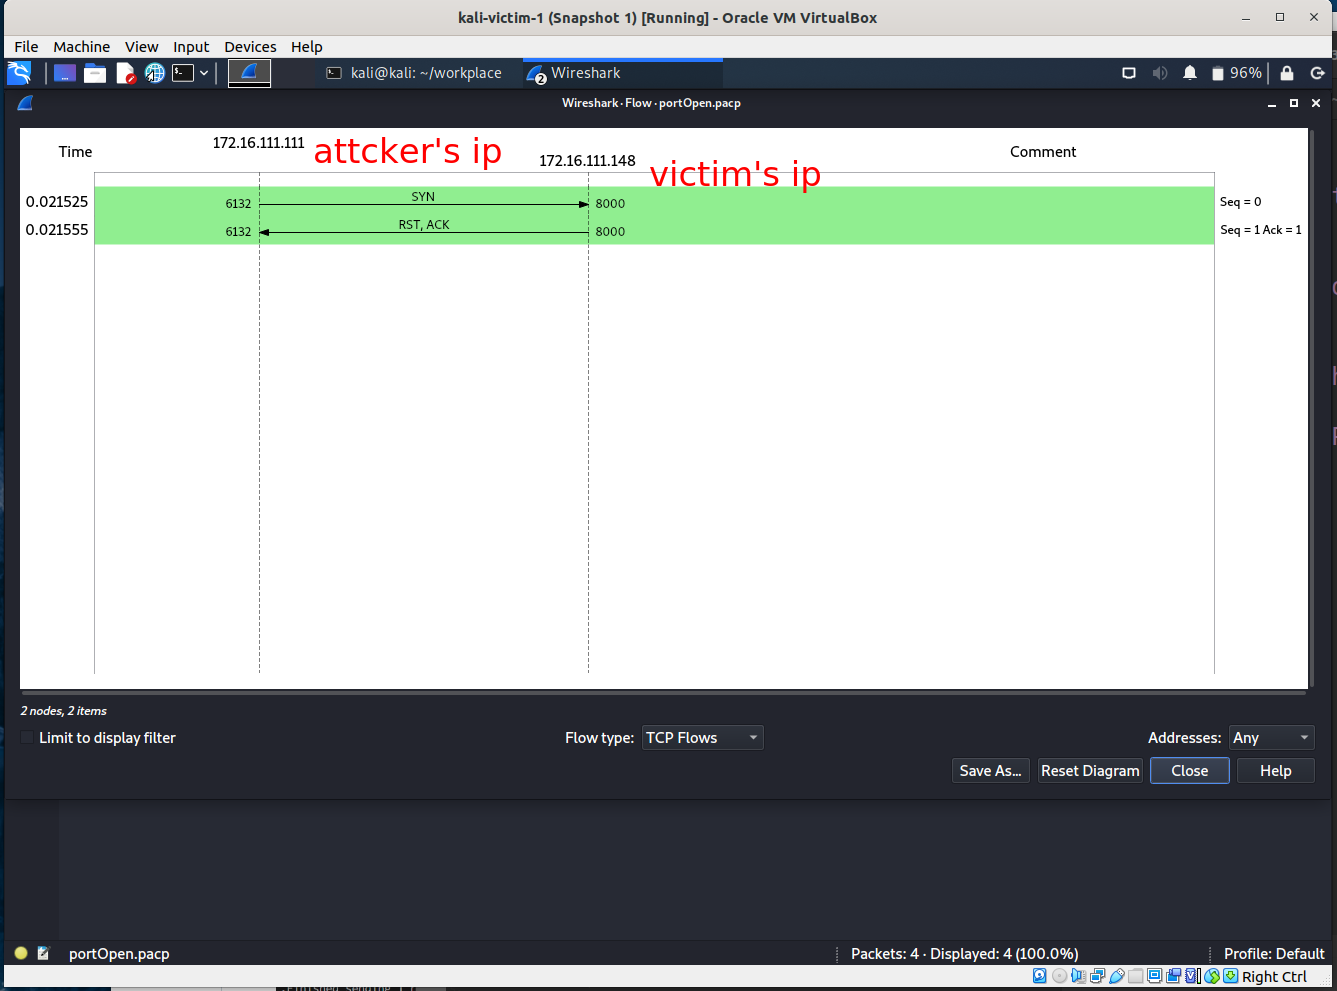 kali-victim-1 (Snapshot 1) [Running] - Oracle VM VirtualBox
File Machine View Input Devices Help
kali@kali: ~/workplace
2 Wireshark
96%
Wireshark · Flow · portOpen.pacp
Time
172.16.111.111
attcker's ip
172.16.111.148
victim's ip
Comment
0.021525 6132 SYN 8000 Seq = 0
0.021555 6132 RST, ACK 8000 Seq = 1 Ack = 1
2 nodes, 2 items
Limit to display filter
Flow type: TCP Flows
Addresses: Any
Save As...
Reset Diagram
Close
Help
portOpen.pacp
Packets: 4 · Displayed: 4 (100.0%)
Profile: Default
Right Ctrl